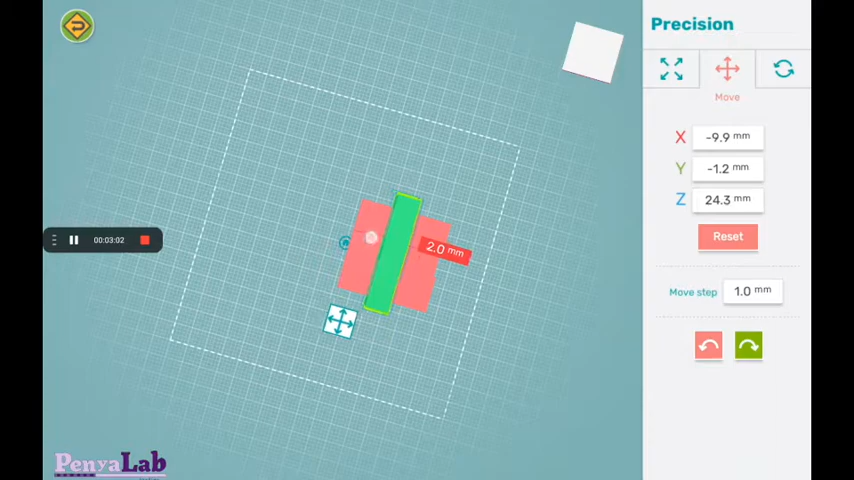 Precision
Move
X -9.9 mm
Y -1.2 mm
Z 24.3 mm
Reset
Move step 1.0 mm
00:03:02
2.0 mm
PenyaLab